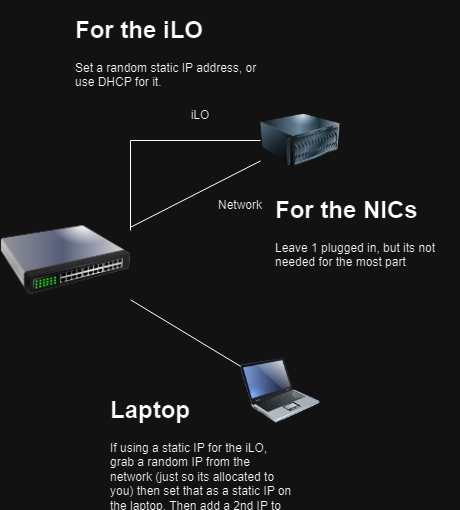 For the iLO
Set a random static IP address, or
use DHCP for it.
iLO
Network
For the NICs
Leave 1 plugged in, but its not
needed for the most part
Laptop
If using a static IP for the iLO,
grab a random IP from the
network (just so its allocated to
you) then set that as a static IP on
the laptop. Then add a 2nd IP to